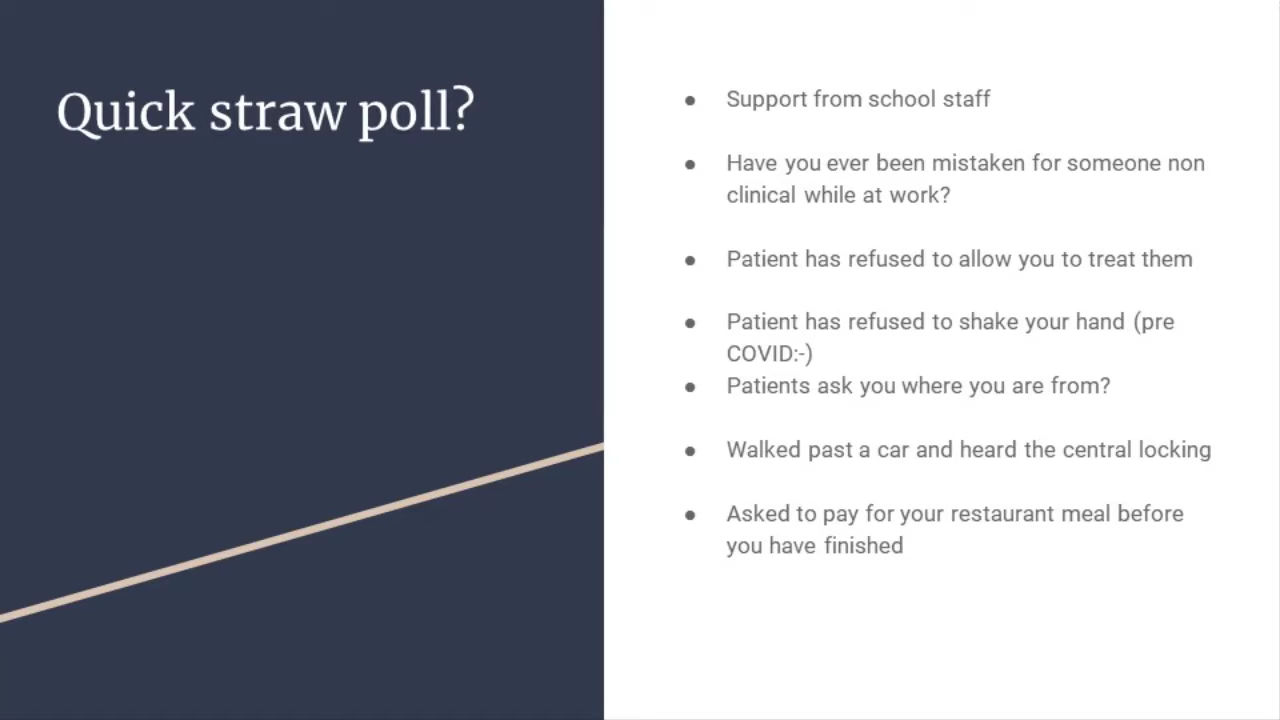 Quick straw poll?
● Support from school staff
● Have you ever been mistaken for someone non
clinical while at work?
● Patient has refused to allow you to treat them
● Patient has refused to shake your hand (pre
COVID:-)
● Patients ask you where you are from?
● Walked past a car and heard the central locking
● Asked to pay for your restaurant meal before
you have finished